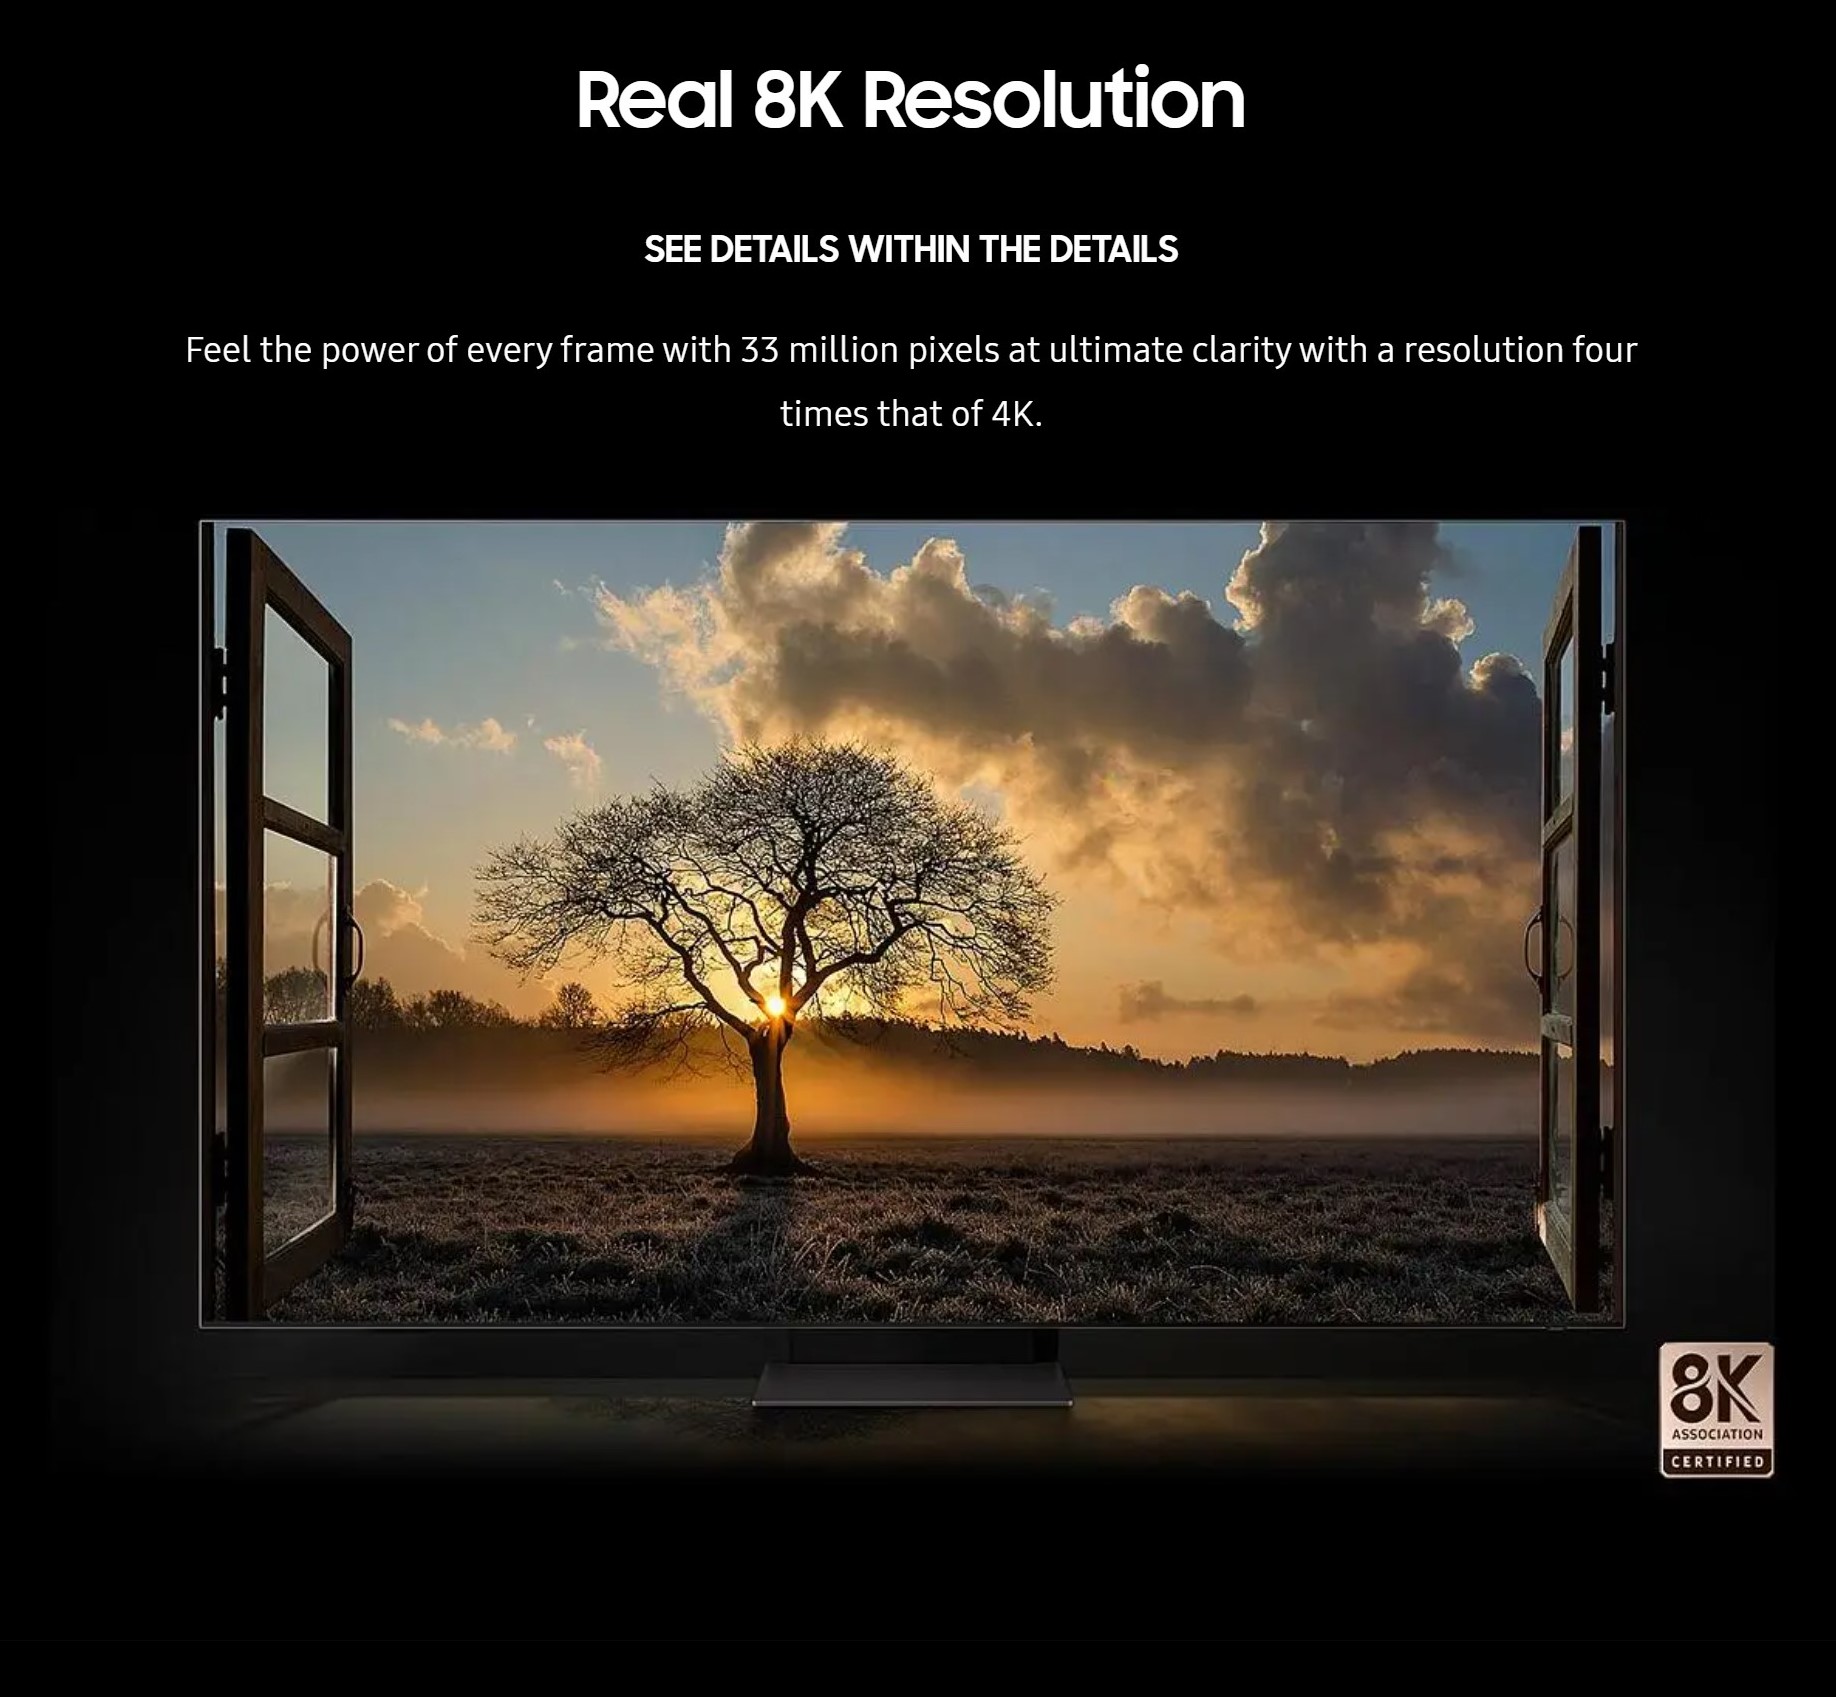 Real 8K Resolution
SEE DETAILS WITHIN THE DETAILS
Feel the power of every frame with 33 million pixels at ultimate clarity with a resolution four
times that of 4K.
8K
ASSOCIATION
CERTIFIED